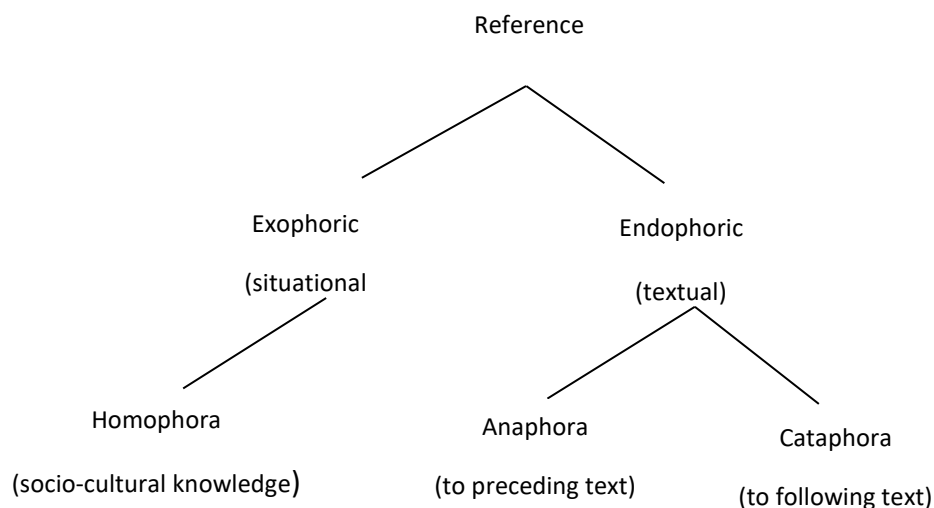 Reference
Exophoric
(situational
Endophoric
(textual)
Homophora
(socio-cultural knowledge)
Anaphora
(to preceding text)
Cataphora
(to following text)